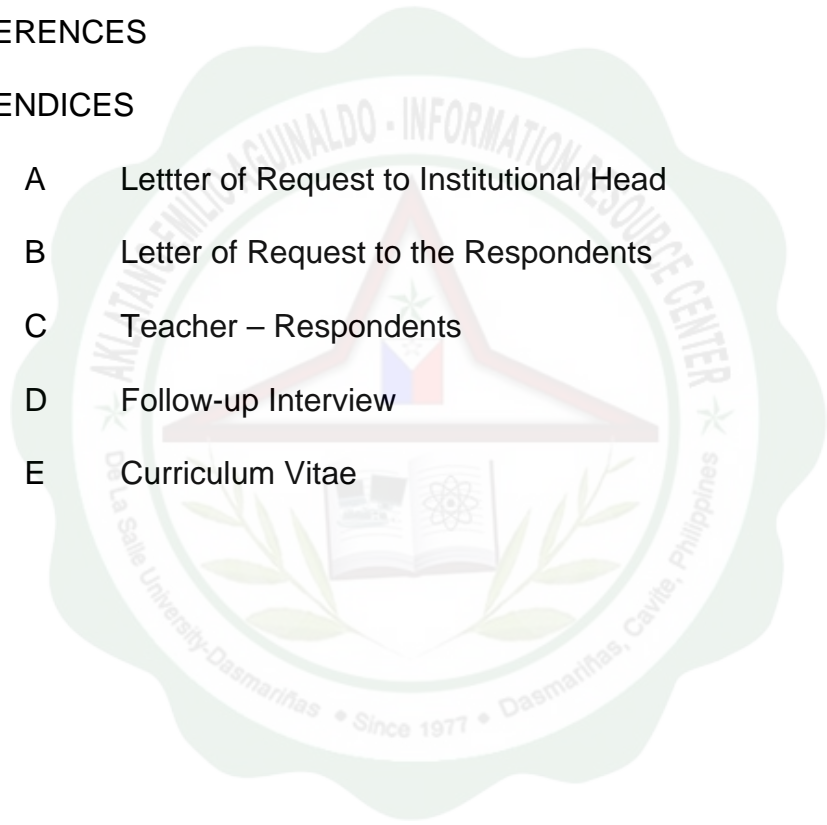 ERENCES
ENDICES
A Lettter of Request to Institutional Head
B Letter of Request to the Respondents
C Teacher – Respondents
D Follow-up Interview
E Curriculum Vitae
AKLATANG EMILIO AGUINALDO - INFORMATION RESOURCE CENTER
De La Salle University-Dasmariñas • Since 1977 • Dasmariñas, Cavite, Philippines